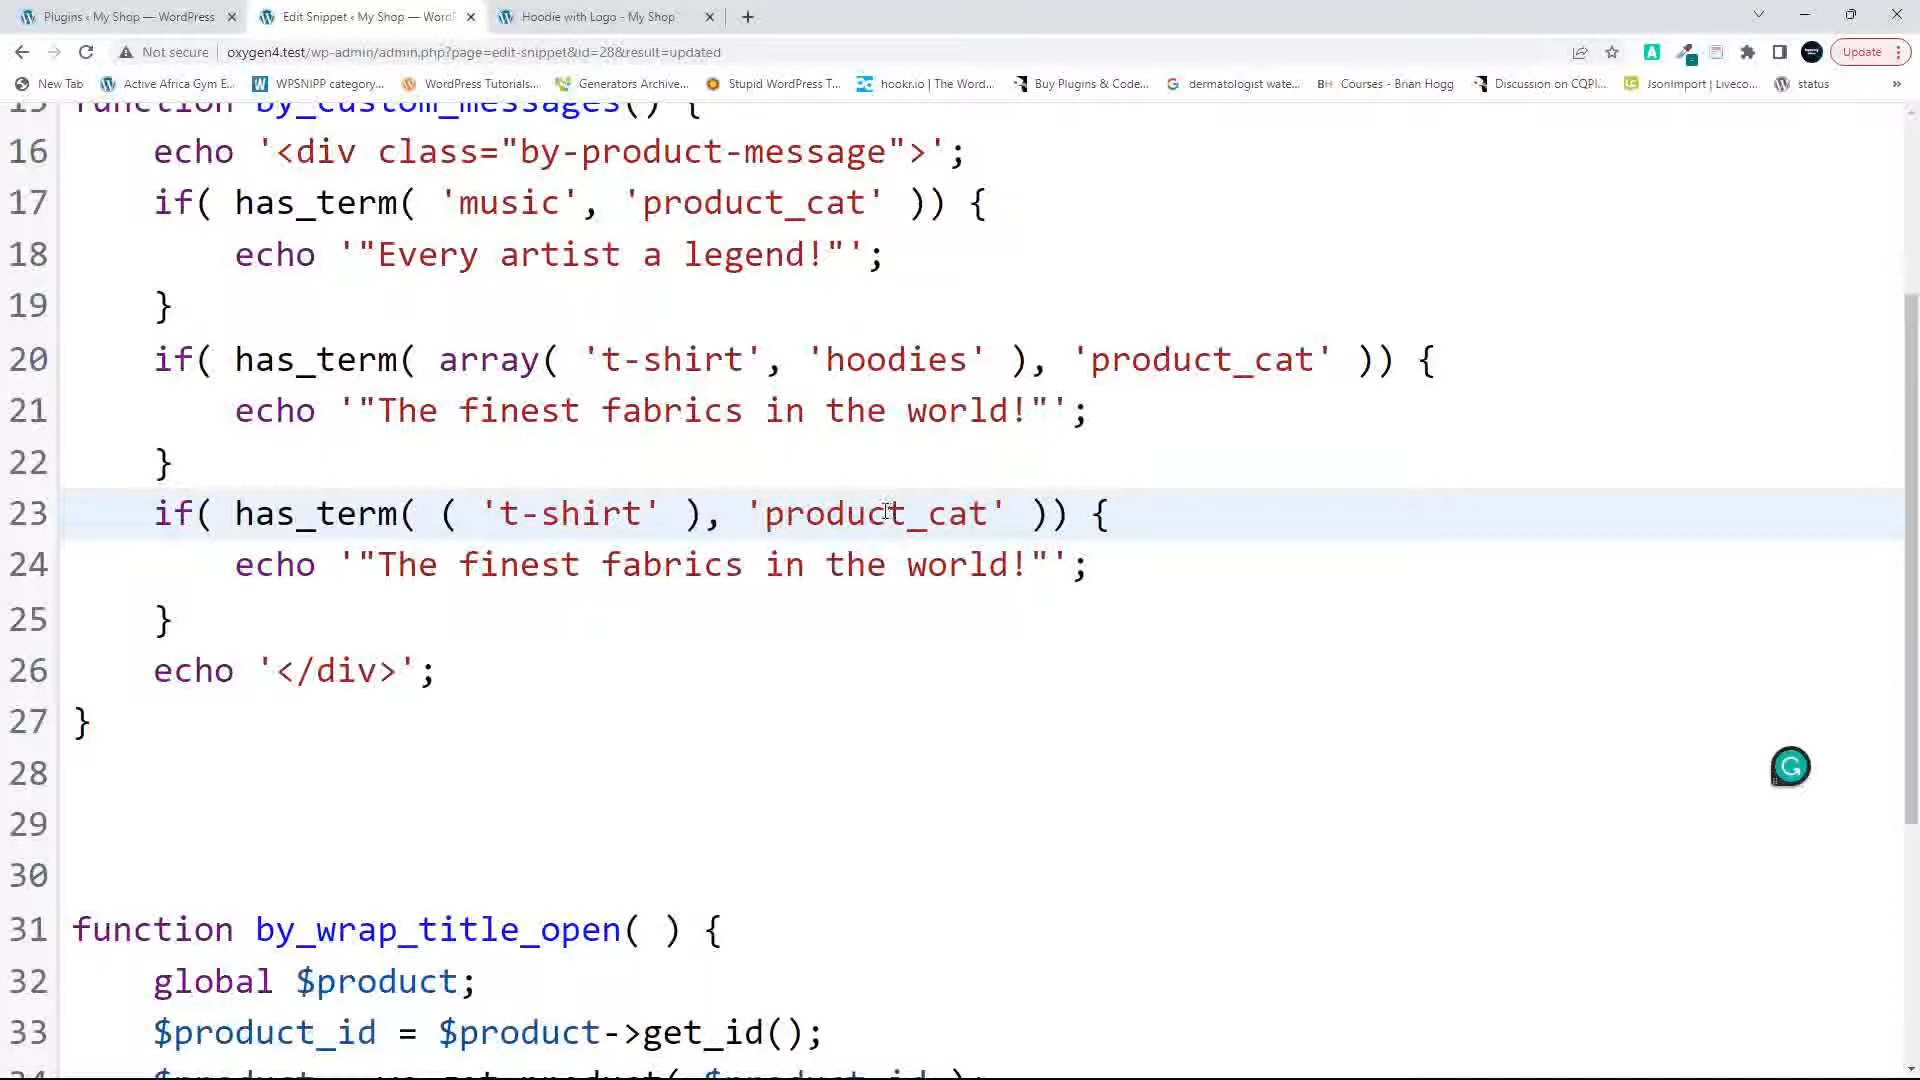 Plugins ‹ My Shop — WordPress
Edit Snippet ‹ My Shop — Word
Hoodie with Logo - My Shop
Not secure
oxygen4.test/wp-admin/admin.php?page=edit-snippet&id=28&result=updated
Update
New Tab
Active Africa Gym E...
WPSNIPP category...
WordPress Tutorials...
Generators Archive...
Stupid WordPress T...
hookr.io | The Word...
Buy Plugins & Code...
dermatologist wate...
BH Courses - Brian Hogg
Discussion on CQPI...
JsonImport | Liveco...
status
»
15 function by_custom_messages() {
16 echo '<div class="by-product-message">';
17 if( has_term( 'music', 'product_cat' )) {
18 echo '"Every artist a legend!"';
19 }
20 if( has_term( array( 't-shirt', 'hoodies' ), 'product_cat' )) {
21 echo '"The finest fabrics in the world!"';
22 }
23 if( has_term( ( 't-shirt' ), 'product_cat' )) {
24 echo '"The finest fabrics in the world!"';
25 }
26 echo '</div>';
27 }
28
29
30
31 function by_wrap_title_open( ) {
32 global $product;
33 $product_id = $product->get_id();